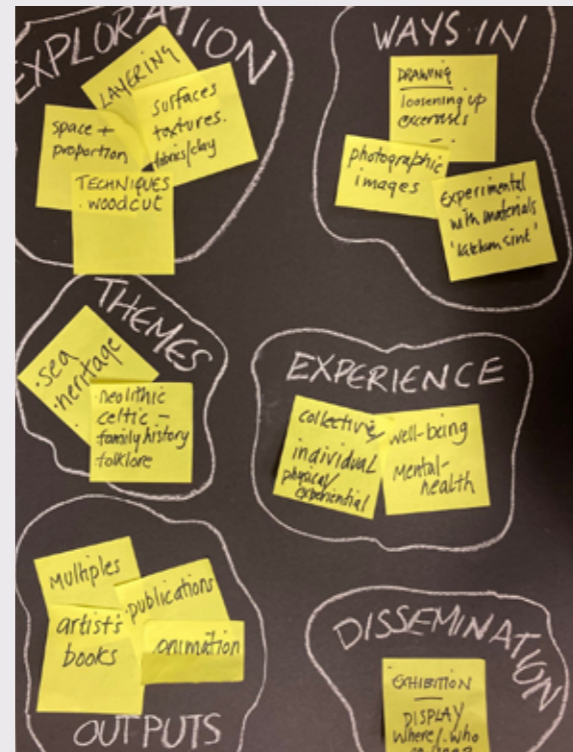 EXPLORATION
LAYERING
space +
proportion
surfaces
textures.
fabrics/clay
TECHNIQUES
woodcut
WAYS IN
DRAWING
loosening up
photographic
images
experimental
with materials
THEMES
·sea
·heritage
·neolithic
celtic –
family history
folklore
EXPERIENCE
collective/
individual
physical/
experiential
well-being
Mental-
health
multiples
·publications
artist's
books
animation
OUTPUTS
DISSEMINATION
EXHIBITION
DISPLAY
where/. who